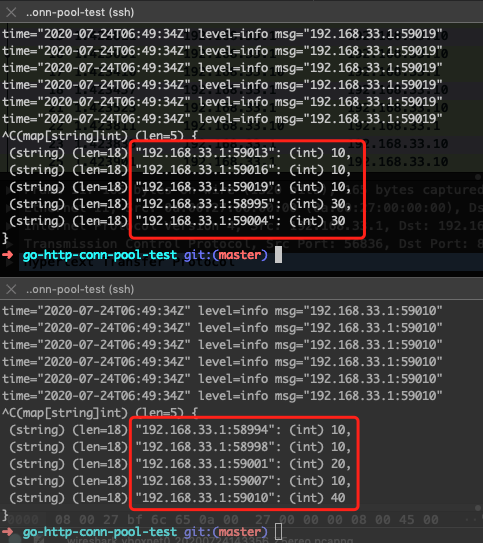 ..onn-pool-test (ssh)
time="2020-07-24T06:49:34Z" level=info msg="192.168.33.1:59019"
time="2020-07-24T06:49:34Z" level=info msg="192.168.33.1:59019"
time="2020-07-24T06:49:34Z" level=info msg="192.168.33.1:59019"
time="2020-07-24T06:49:34Z" level=info msg="192.168.33.1:59019"
time="2020-07-24T06:49:34Z" level=info msg="192.168.33.1:59019"
time="2020-07-24T06:49:34Z" level=info msg="192.168.33.1:59019"
^C(map[string]int) (len=5) {
(string) (len=18) "192.168.33.1:59013": (int) 10,
(string) (len=18) "192.168.33.1:59016": (int) 10,
(string) (len=18) "192.168.33.1:59019": (int) 10,
(string) (len=18) "192.168.33.1:58995": (int) 30,
(string) (len=18) "192.168.33.1:59004": (int) 30
}
➜ go-http-conn-pool-test git:(master)
..onn-pool-test (ssh)
time="2020-07-24T06:49:34Z" level=info msg="192.168.33.1:59010"
time="2020-07-24T06:49:34Z" level=info msg="192.168.33.1:59010"
time="2020-07-24T06:49:34Z" level=info msg="192.168.33.1:59010"
time="2020-07-24T06:49:34Z" level=info msg="192.168.33.1:59010"
time="2020-07-24T06:49:34Z" level=info msg="192.168.33.1:59010"
time="2020-07-24T06:49:34Z" level=info msg="192.168.33.1:59010"
^C(map[string]int) (len=5) {
(string) (len=18) "192.168.33.1:58994": (int) 10,
(string) (len=18) "192.168.33.1:58998": (int) 10,
(string) (len=18) "192.168.33.1:59001": (int) 20,
(string) (len=18) "192.168.33.1:59007": (int) 10,
(string) (len=18) "192.168.33.1:59010": (int) 40
}
➜ go-http-conn-pool-test git:(master)